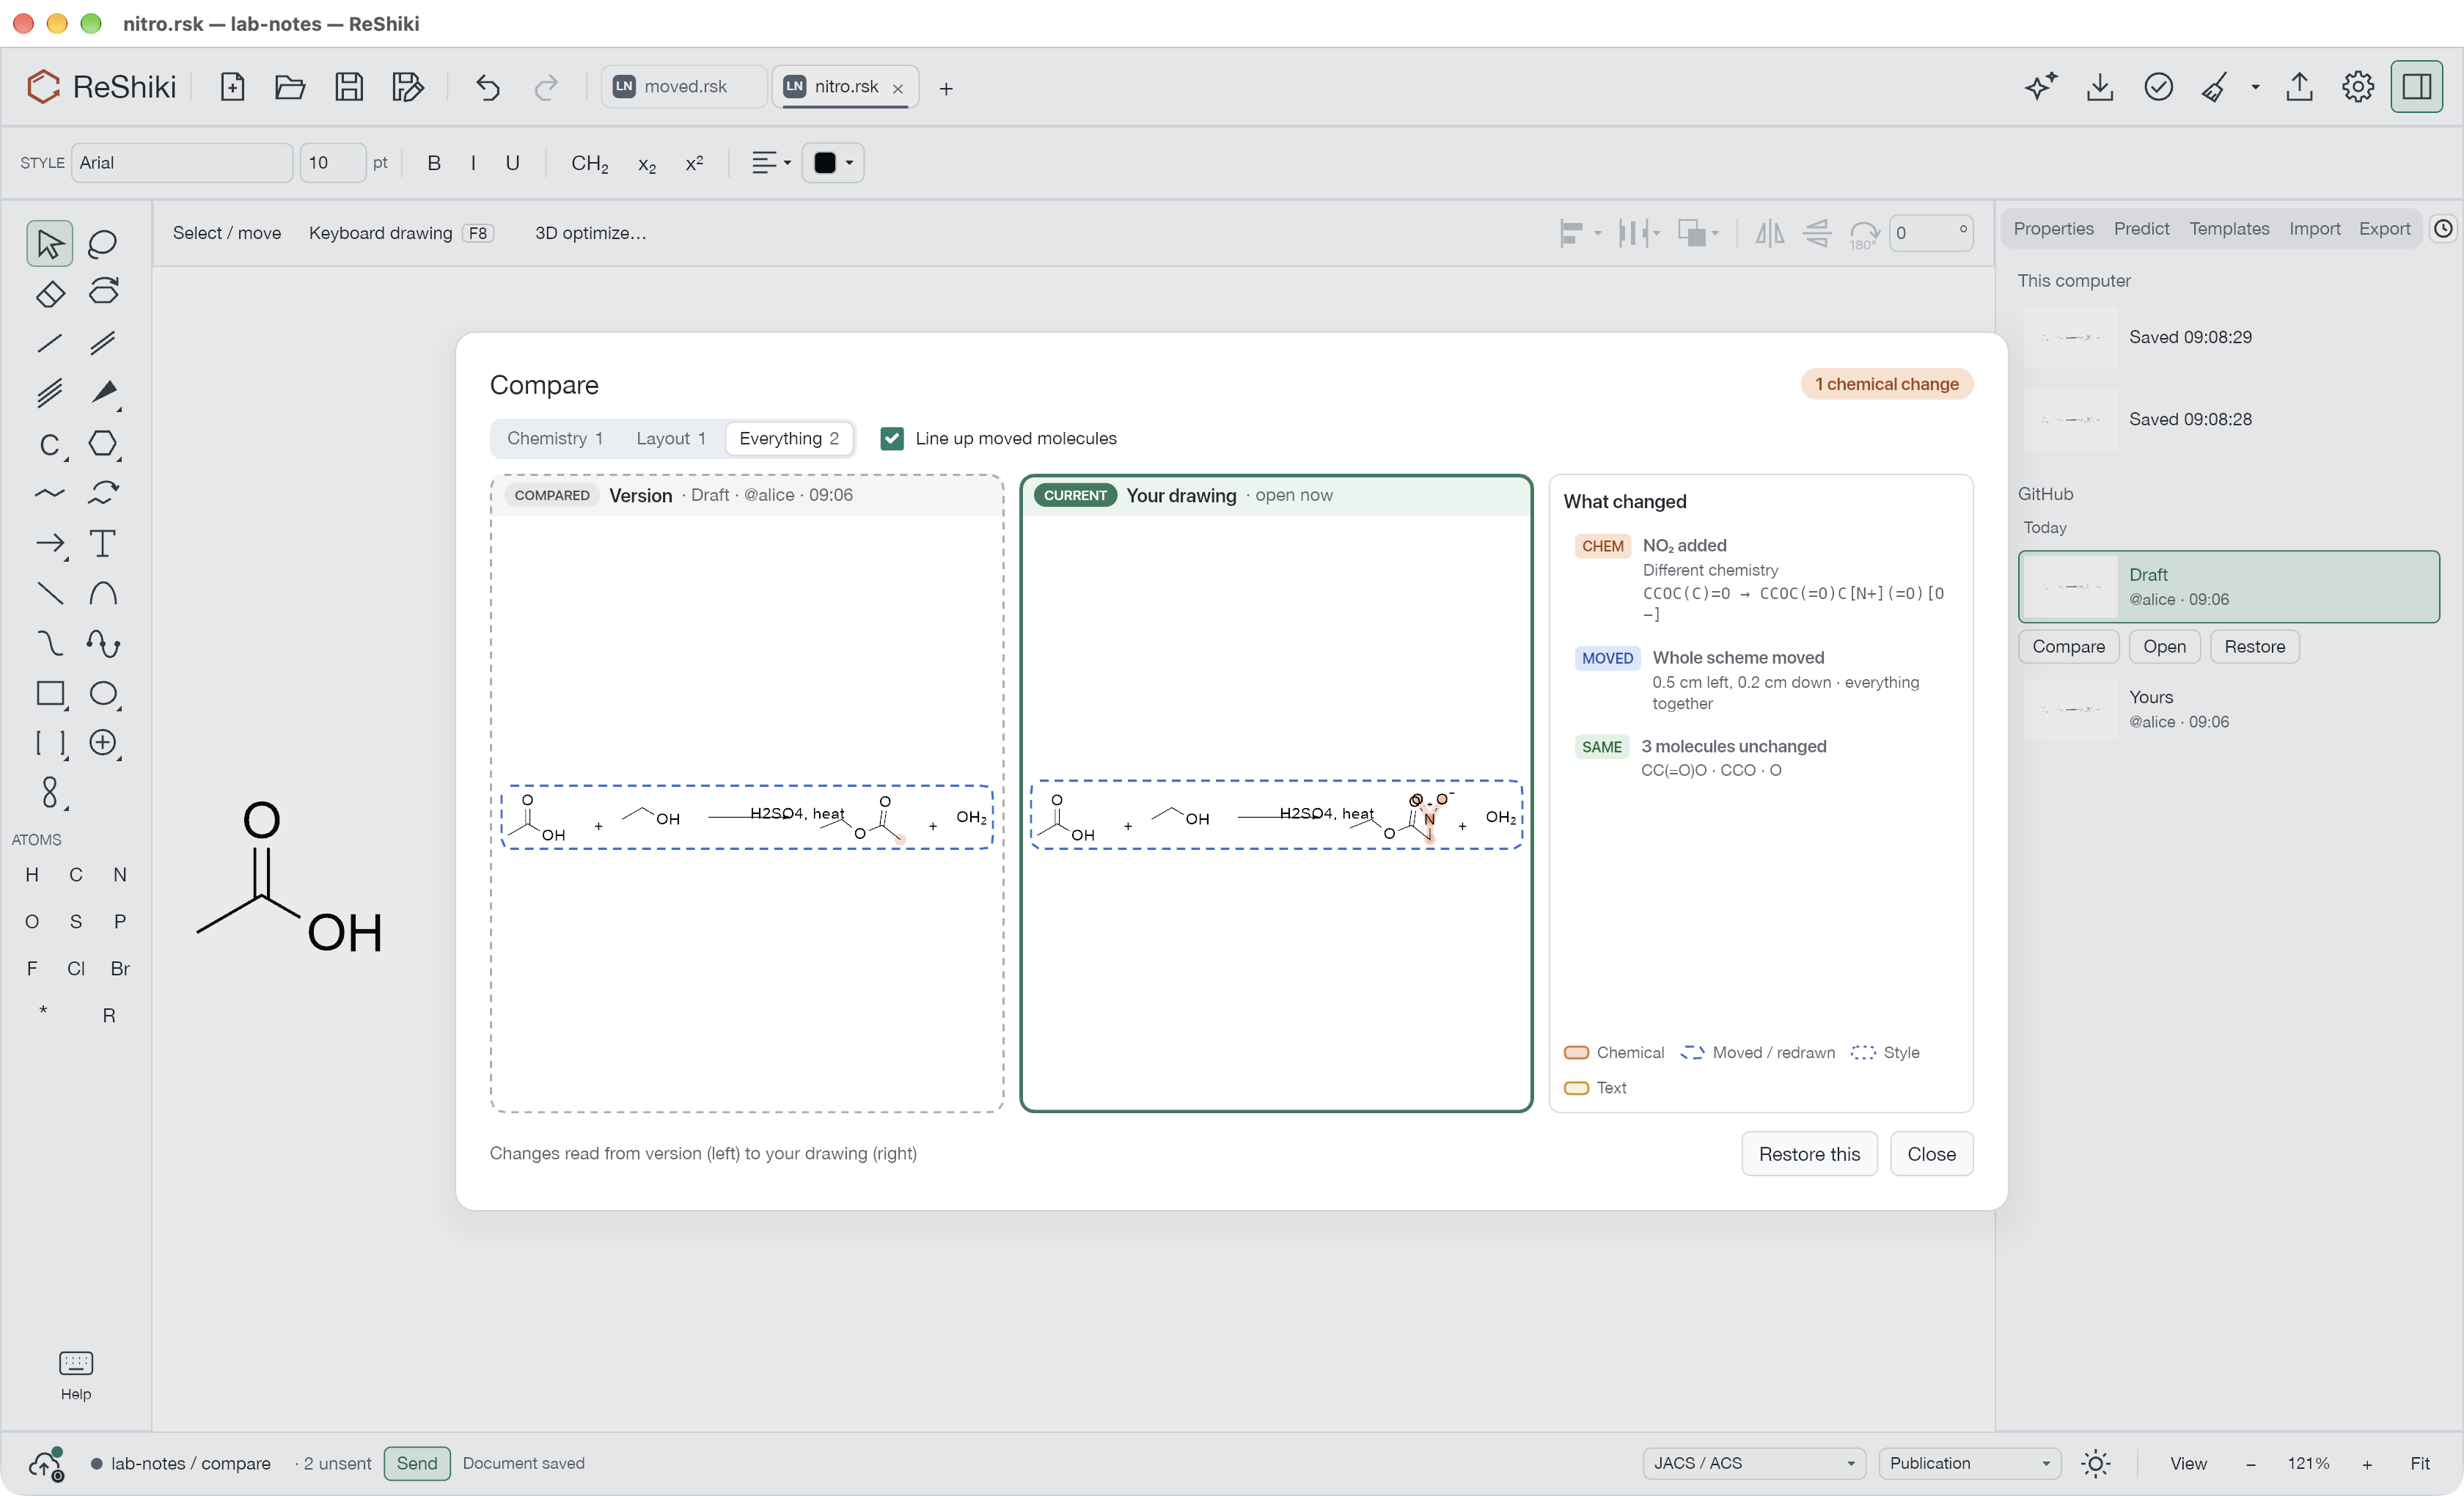 nitro.rsk — lab-notes — ReShiki
ReShiki
LN moved.rsk
LN nitro.rsk × +
STYLE Arial 10 pt B I U CH₂ x₂ x²
Select / move Keyboard drawing F8 3D optimize…
180° 0 °
Properties Predict Templates Import Export
This computer
Saved 09:08:29
Saved 09:08:28
GitHub
Today
Draft
@alice · 09:06
Compare Open Restore
Yours
@alice · 09:06
C
T
[ ]
ATOMS
H C N
O S P
F Cl Br
* R
Help
O
OH
Compare
1 chemical change
Chemistry 1 Layout 1 Everything 2 Line up moved molecules
COMPARED Version · Draft · @alice · 09:06
O OH + OH H2SO4, heat O O + OH₂
CURRENT Your drawing · open now
O OH + OH H2SO4, heat O O N + O − + OH₂
What changed
CHEM NO₂ added
Different chemistry
CCOC(C)=O → CCOC(=O)C[N+](=O)[O
−]
MOVED Whole scheme moved
0.5 cm left, 0.2 cm down · everything
together
SAME 3 molecules unchanged
CC(=O)O · CCO · O
Chemical Moved / redrawn Style
Text
Changes read from version (left) to your drawing (right)
Restore this Close
lab-notes / compare · 2 unsent Send Document saved
JACS / ACS Publication View − 121% + Fit